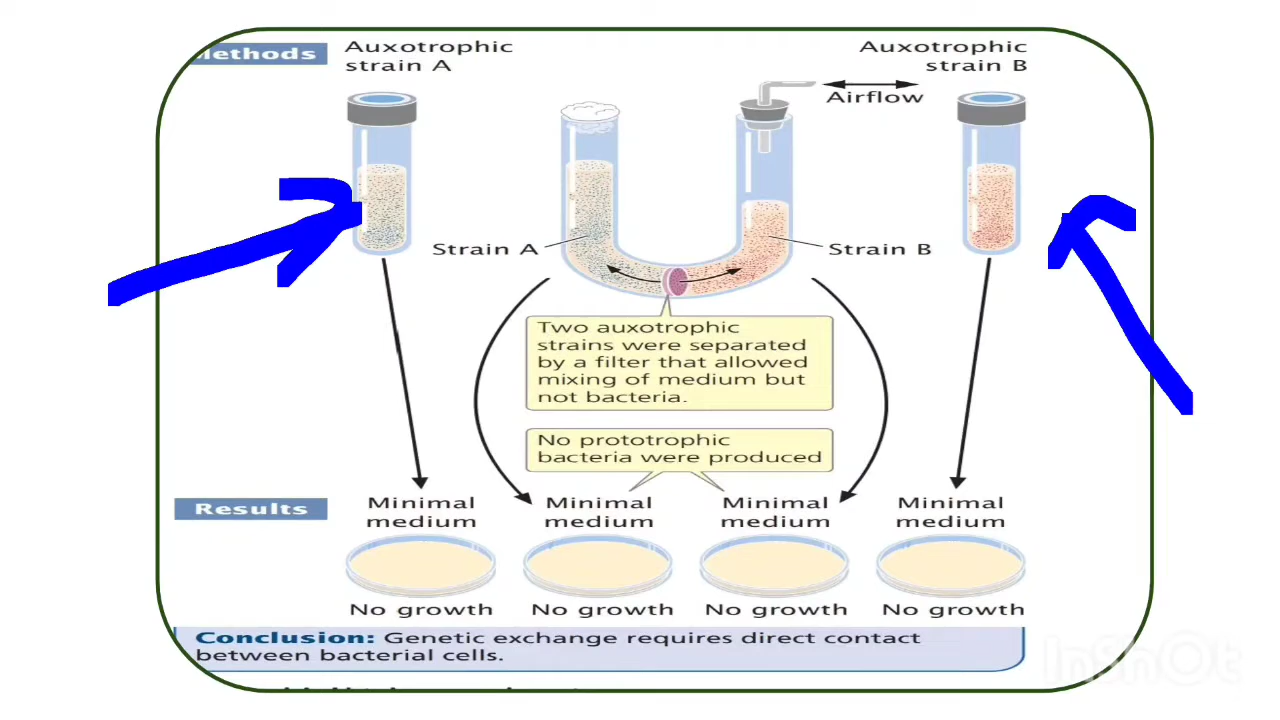 Methods
Auxotrophic
strain A
Auxotrophic
strain B
Airflow
Strain A
Strain B
Two auxotrophic
strains were separated
by a filter that allowed
mixing of medium but
not bacteria.
No prototrophic
bacteria were produced
Results
Minimal
medium
Minimal
medium
Minimal
medium
Minimal
medium
No growth
No growth
No growth
No growth
Conclusion: Genetic exchange requires direct contact
between bacterial cells.
InShOt